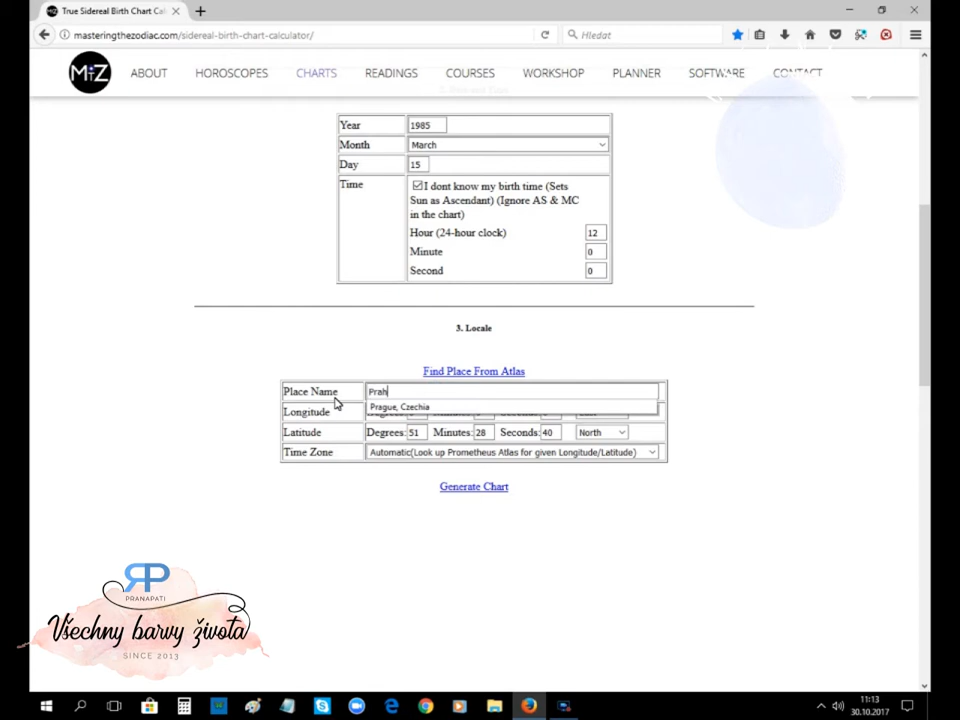 True Sidereal Birth Chart Cal
masteringthezodiac.com/sidereal-birth-chart-calculator/
Hledat
MtZ
ABOUT
HOROSCOPES
CHARTS
READINGS
COURSES
WORKSHOP
PLANNER
SOFTWARE
CONTACT
Year
1985
Month
March
Day
15
Time
I dont know my birth time (Sets
Sun as Ascendant) (Ignore AS & MC
in the chart)
Hour (24-hour clock)
12
Minute
0
Second
0
3. Locale
Find Place From Atlas
Place Name
Prah
Prague, Czechia
Longitude
Latitude
Degrees: 51 Minutes: 28 Seconds: 40 North
Time Zone
Automatic(Look up Prometheus Atlas for given Longitude/Latitude)
Generate Chart
RP
PRANAPATI
Všechny barvy života
SINCE 2013
11:13
30.10.2017